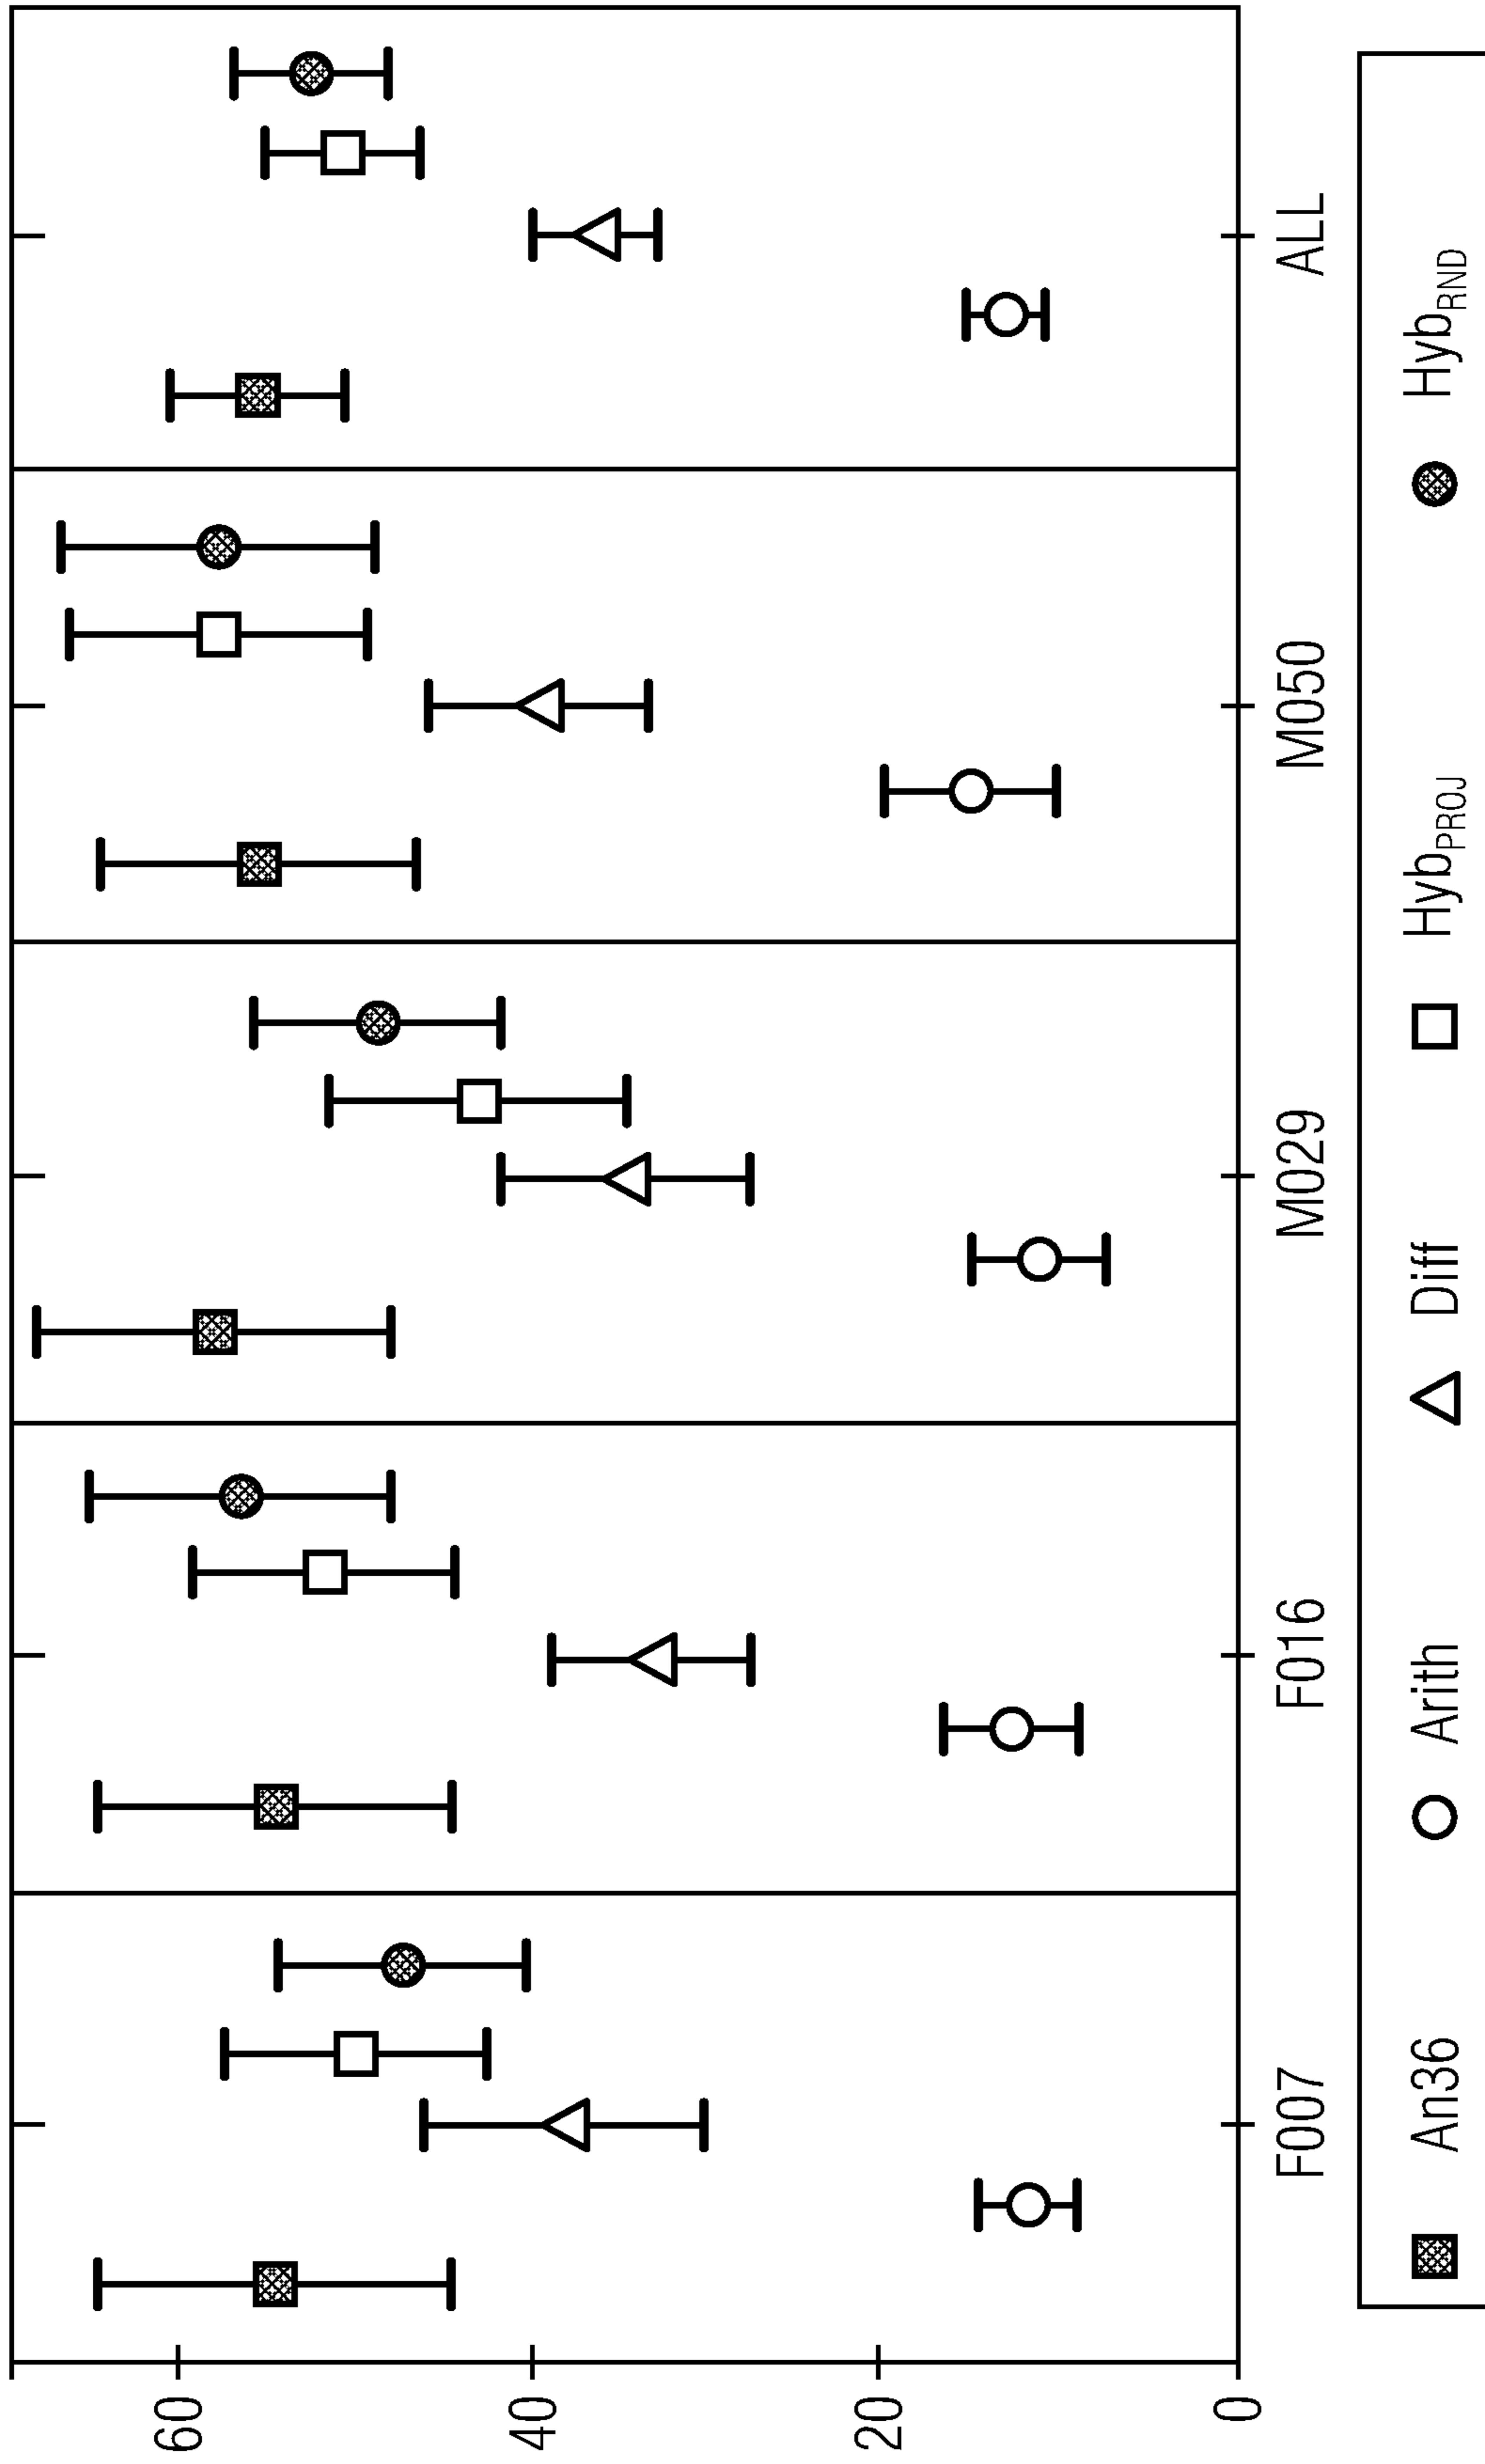 60
40
20
0
F007 F016 M029 M050 ALL
An36 Arith Diff HybPROJ HybRND